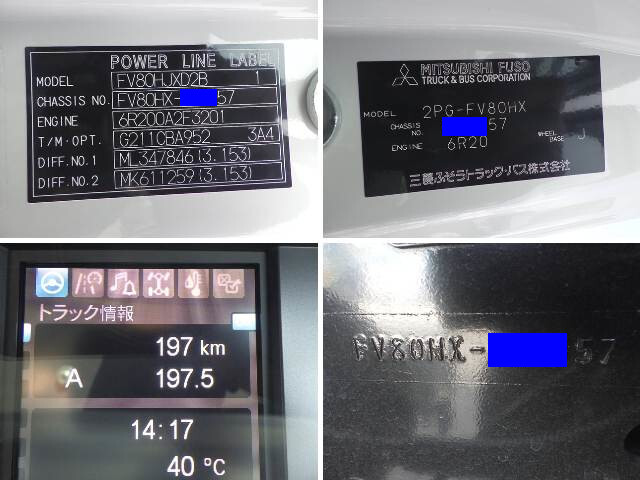 POWER LINE LABEL
MODEL FV80HJXD2B 1
CHASSIS NO. FV80HX- 57
ENGINE 6R200A2F3201
T/M·OPT. G211CBA952 3A4
DIFF.NO.1 ML347846(3.153)
DIFF.NO.2 MK611259(3.153)
MITSUBISHI FUSO
TRUCK & BUS CORPORATION
MODEL 2PG-FV80HX
CHASSIS NO. 57
ENGINE 6R20 WHEEL BASE J
三菱ふそうトラック・バス株式会社
トラック情報
197 km
A 197.5
14:17
40 °C
FV80HX- 57